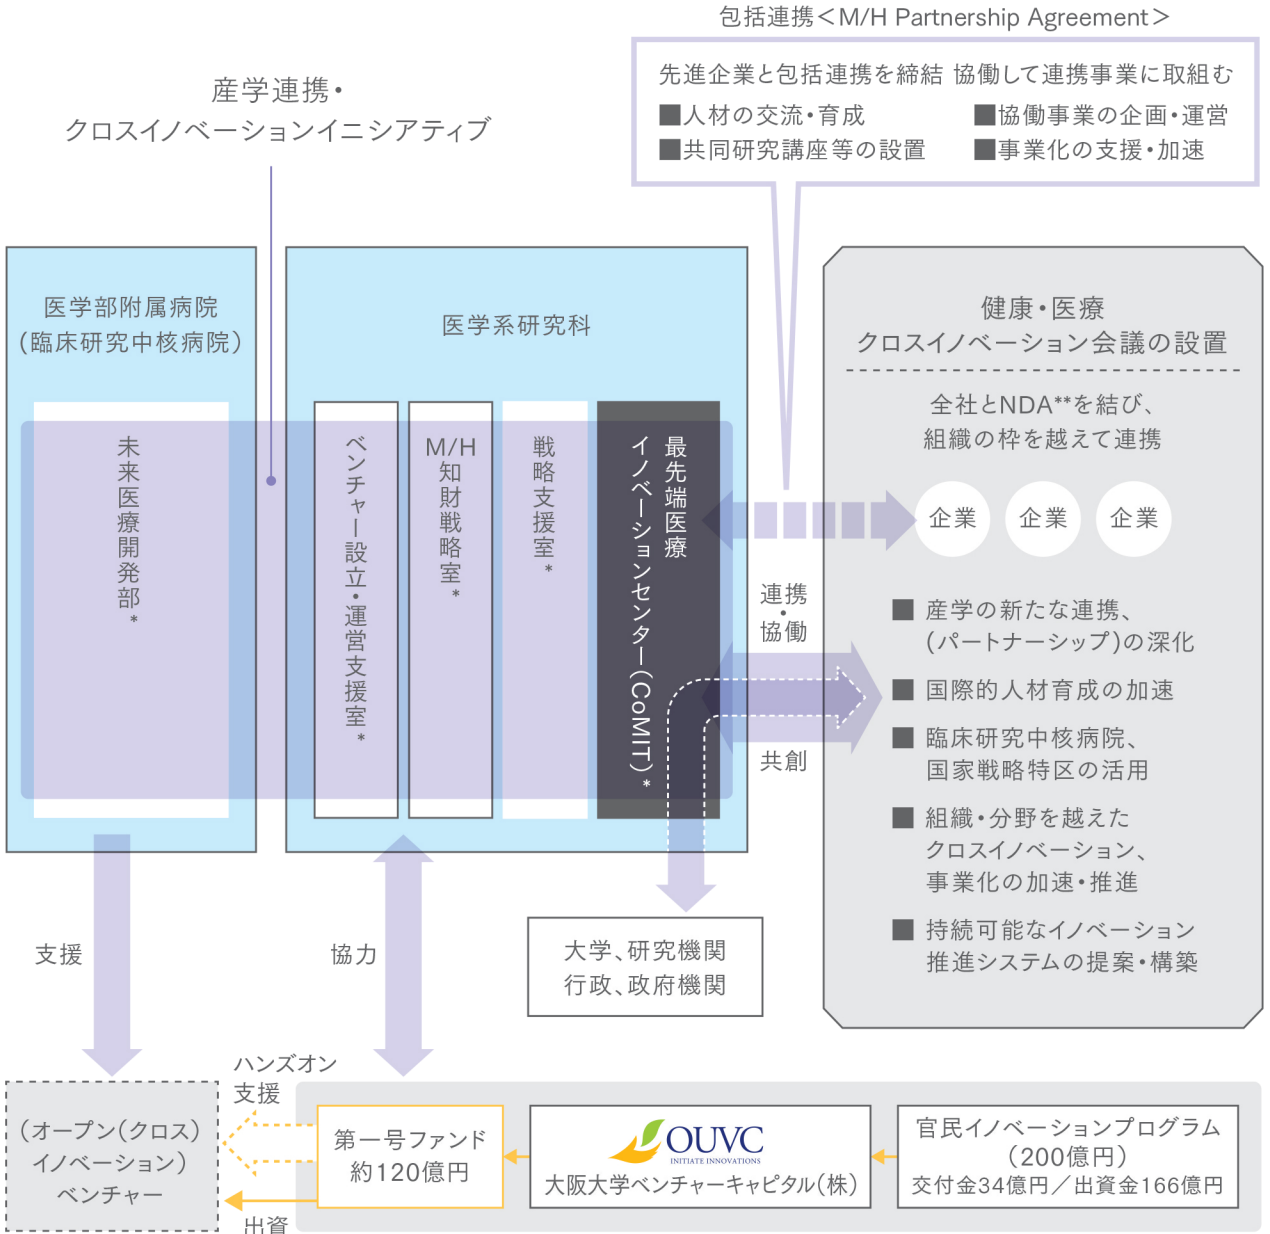 包括連携＜M/H Partnership Agreement＞
先進企業と包括連携を締結 協働して連携事業に取組む
■人材の交流・育成
■協働事業の企画・運営
■共同研究講座等の設置
■事業化の支援・加速
産学連携・
クロスイノベーションイニシアティブ
医学部附属病院
（臨床研究中核病院）
未来医療開発部*
医学系研究科
ベンチャー設立・運営支援室*
M/H
知財戦略室*
戦略支援室*
最先端医療
イノベーションセンター（CoMIT）*
連携
・
協働
共創
健康・医療
クロスイノベーション会議の設置
全社とNDA**を結び、
組織の枠を越えて連携
企業
企業
企業
■ 産学の新たな連携、
（パートナーシップ）の深化
■ 国際的人材育成の加速
■ 臨床研究中核病院、
国家戦略特区の活用
■ 組織・分野を越えた
クロスイノベーション、
事業化の加速・推進
■ 持続可能なイノベーション
推進システムの提案・構築
支援
協力
大学、研究機関
行政、政府機関
ハンズオン
支援
（オープン（クロス）
イノベーション）
ベンチャー
出資
第一号ファンド
約120億円
OUVC
INITIATE INNOVATIONS
大阪大学ベンチャーキャピタル（株）
官民イノベーションプログラム
（200億円）
交付金34億円／出資金166億円